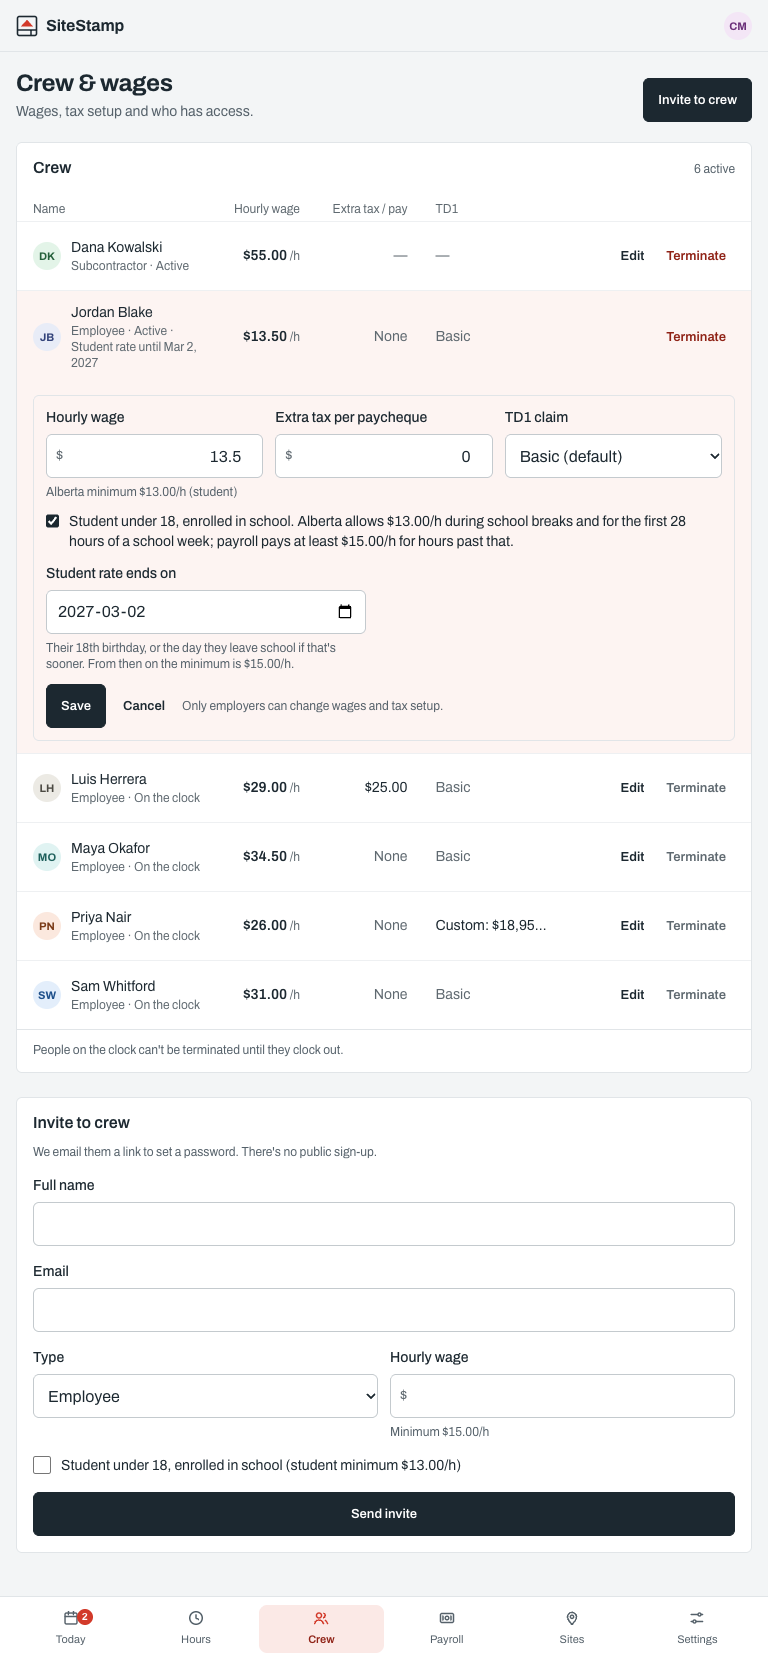 SiteStamp
CM
Crew & wages
Wages, tax setup and who has access.
Invite to crew
Crew
6 active
Name Hourly wage Extra tax / pay TD1
DK Dana Kowalski
Subcontractor · Active
$55.00 /h — — Edit Terminate
JB Jordan Blake
Employee · Active ·
Student rate until Mar 2,
2027
$13.50 /h None Basic Terminate
Hourly wage Extra tax per paycheque TD1 claim
$ 13.5 $ 0 Basic (default)
Alberta minimum $13.00/h (student)
Student under 18, enrolled in school. Alberta allows $13.00/h during school breaks and for the first 28
hours of a school week; payroll pays at least $15.00/h for hours past that.
Student rate ends on
2027-03-02
Their 18th birthday, or the day they leave school if that's
sooner. From then on the minimum is $15.00/h.
Save Cancel Only employers can change wages and tax setup.
LH Luis Herrera
Employee · On the clock
$29.00 /h $25.00 Basic Edit Terminate
MO Maya Okafor
Employee · On the clock
$34.50 /h None Basic Edit Terminate
PN Priya Nair
Employee · On the clock
$26.00 /h None Custom: $18,95... Edit Terminate
SW Sam Whitford
Employee · On the clock
$31.00 /h None Basic Edit Terminate
People on the clock can't be terminated until they clock out.
Invite to crew
We email them a link to set a password. There's no public sign-up.
Full name
Email
Type Hourly wage
Employee $
Minimum $15.00/h
Student under 18, enrolled in school (student minimum $13.00/h)
Send invite
2
Today Hours Crew Payroll Sites Settings